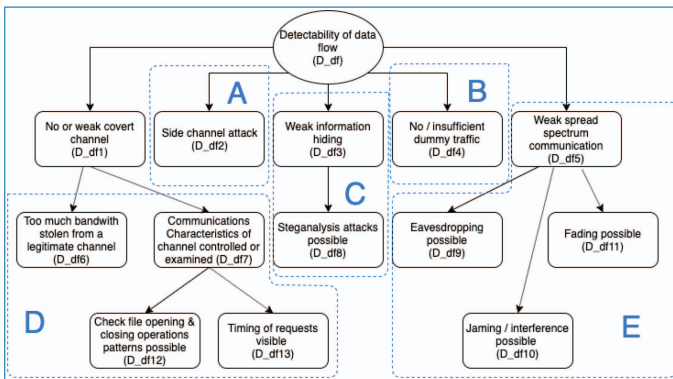 Detectability of data
flow
(D_df)
A
B
No or weak covert
channel
(D_df1)
Side channel attack
(D_df2)
Weak information
hiding
(D_df3)
No / insufficient
dummy traffic
(D_df4)
Weak spread
spectrum
communication
(D_df5)
C
Too much bandwith
stolen from a
legitimate channel
(D_df6)
Communications
Characteristics of
channel controlled or
examined (D_df7)
Steganalysis attacks
possible
(D_df8)
Eavesdropping
possible
(D_df9)
Fading possible
(D_df11)
D
Check file opening &
closing operations
patterns possible
(D_df12)
Timing of requests
visible
(D_df13)
Jaming / interference
possible
(D_df10)
E